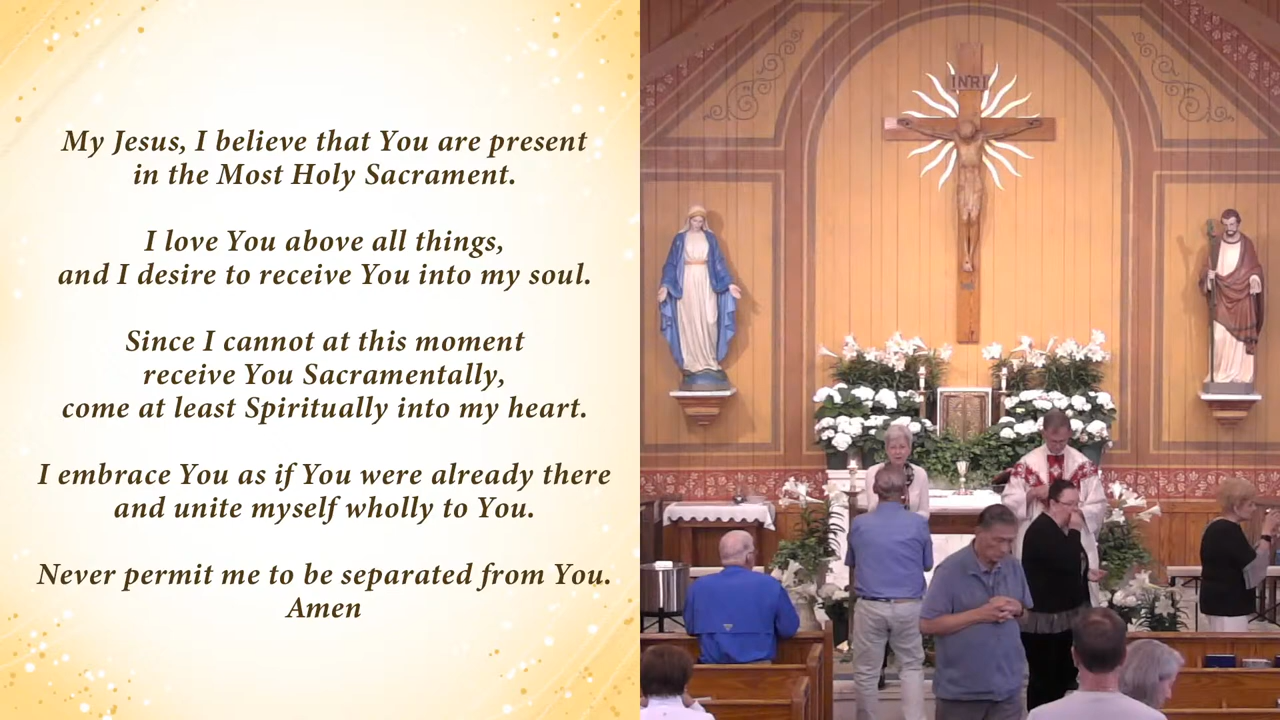 My Jesus, I believe that You are present
in the Most Holy Sacrament.
I love You above all things,
and I desire to receive You into my soul.
Since I cannot at this moment
receive You Sacramentally,
come at least Spiritually into my heart.
I embrace You as if You were already there
and unite myself wholly to You.
Never permit me to be separated from You.
Amen
INRI